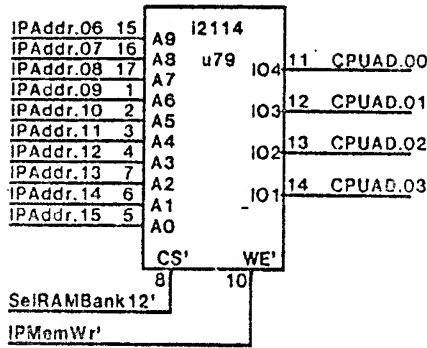 IPAddr.06 15 A9 i2114
IPAddr.07 16 A8 u79 IO4 11 CPUAD.00
IPAddr.08 17 A7
IPAddr.09 1 A6 IO3 12 CPUAD.01
IPAddr.10 2 A5
IPAddr.11 3 A4 IO2 13 CPUAD.02
IPAddr.12 4 A3
IPAddr.13 7 A2 IO1 14 CPUAD.03
IPAddr.14 6 A1
IPAddr.15 5 A0
CS' WE'
8 10
SelRAMBank12'
IPMemWr'